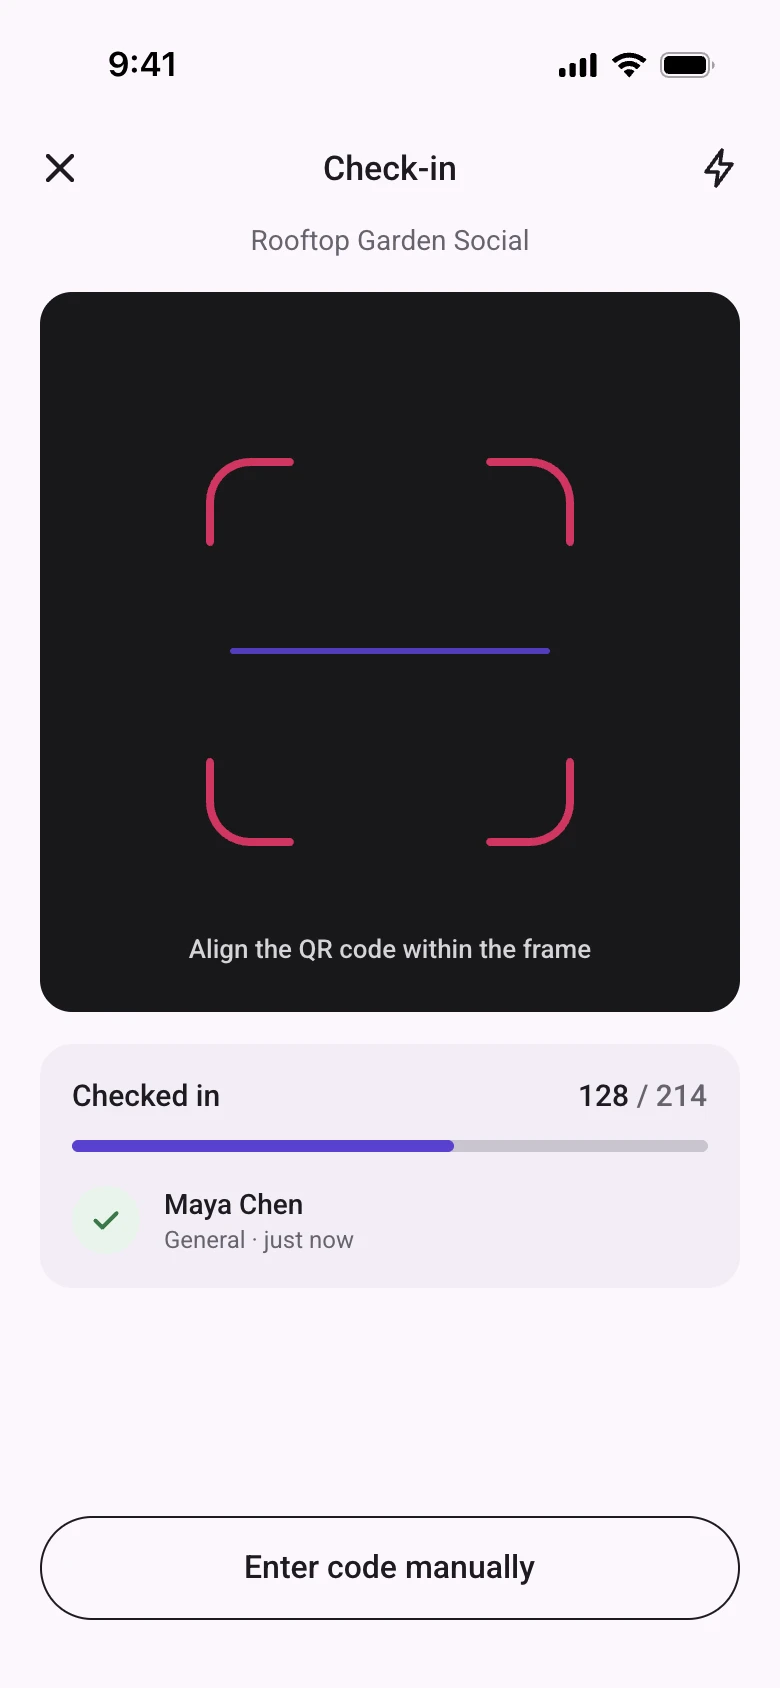 9:41
Check-in
Rooftop Garden Social
Align the QR code within the frame
Checked in 128 / 214
Maya Chen
General · just now
Enter code manually